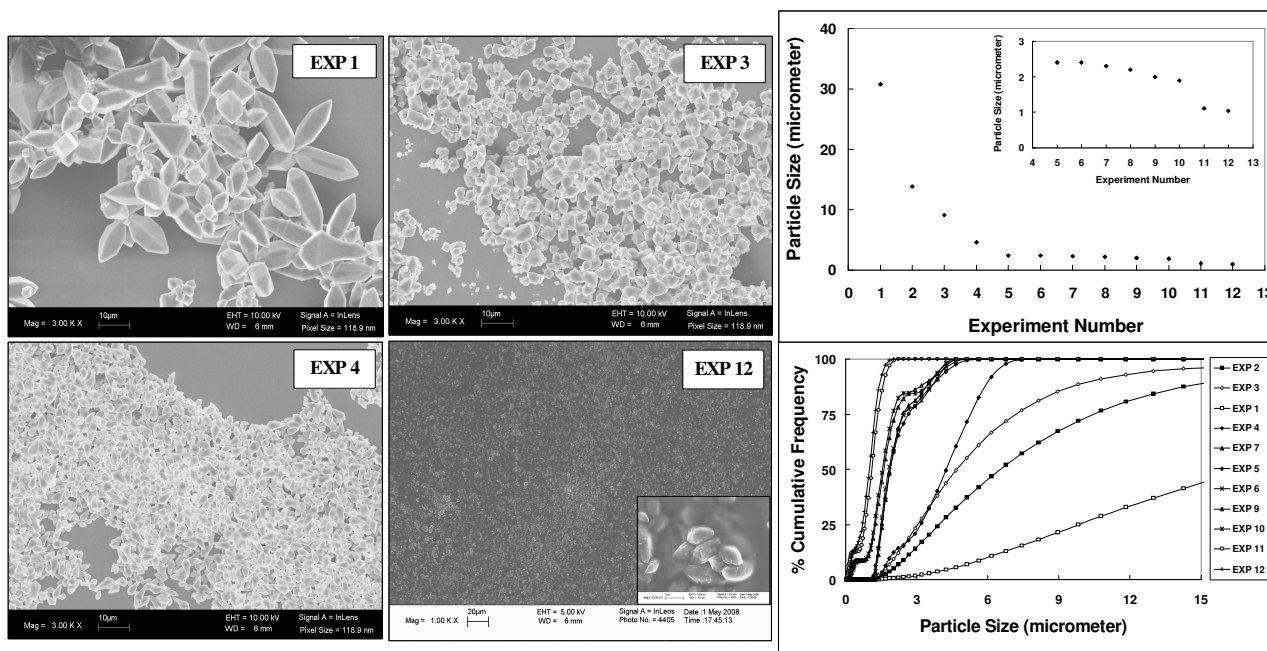 EXP 1
Mag = 3.00 K X
10µm
EHT = 10.00 kV
WD = 6 mm
Signal A = InLens
Pixel Size = 118.9 nm
EXP 3
Mag = 3.00 K X
10µm
EHT = 10.00 kV
WD = 6 mm
Signal A = InLens
Pixel Size = 118.9 nm
EXP 4
Mag = 3.00 K X
10µm
EHT = 10.00 kV
WD = 6 mm
Signal A = InLens
Pixel Size = 118.9 nm
EXP 12
Mag = 1.00 K X
20µm
EHT = 5.00 kV
WD = 6 mm
Signal A = InLens
Photo No. = 4405
Date :1 May 2008
Time :17:45:13
Particle Size (micrometer)
40
30
20
10
0
0 1 2 3 4 5 6 7 8 9 10 11 12 13
Experiment Number
Particle Size (micrometer)
3
2
1
0
4 5 6 7 8 9 10 11 12 13
Experiment Number
% Cumulative Frequency
100
75
50
25
0
0 3 6 9 12 15
Particle Size (micrometer)
EXP 2
EXP 3
EXP 1
EXP 4
EXP 7
EXP 5
EXP 6
EXP 9
EXP 10
EXP 11
EXP 12